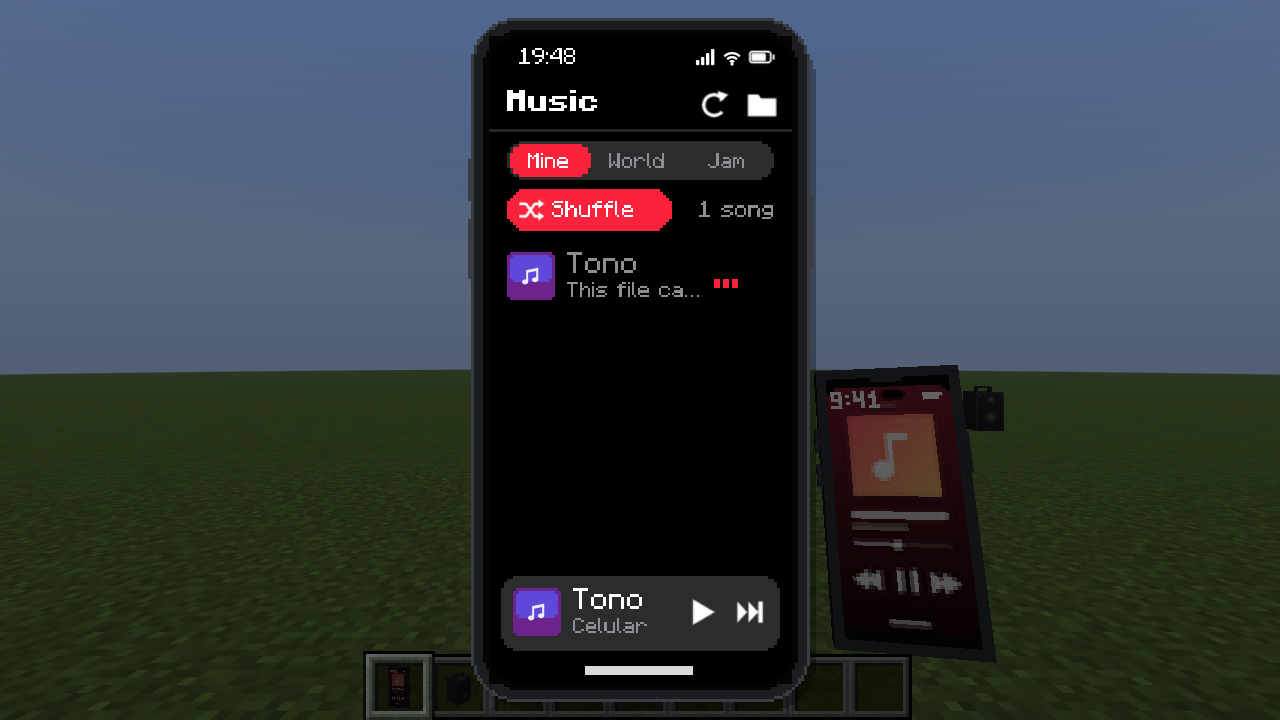 19:48
Music
Mine World Jam
Shuffle 1 song
Tono
This file ca...
9:41
Tono
Celular